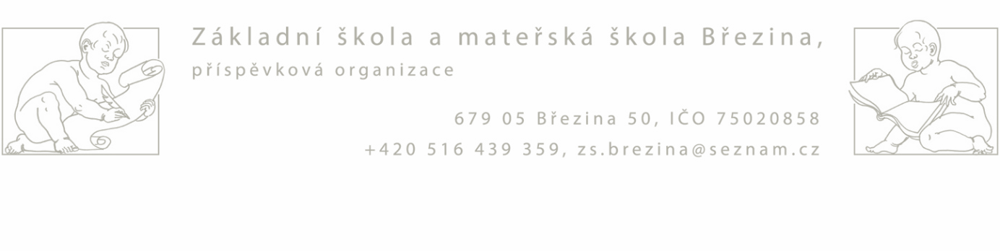 Základní škola a mateřská škola Březina,
příspěvková organizace
679 05 Březina 50, IČO 75020858
+420 516 439 359, zs.brezina@seznam.cz